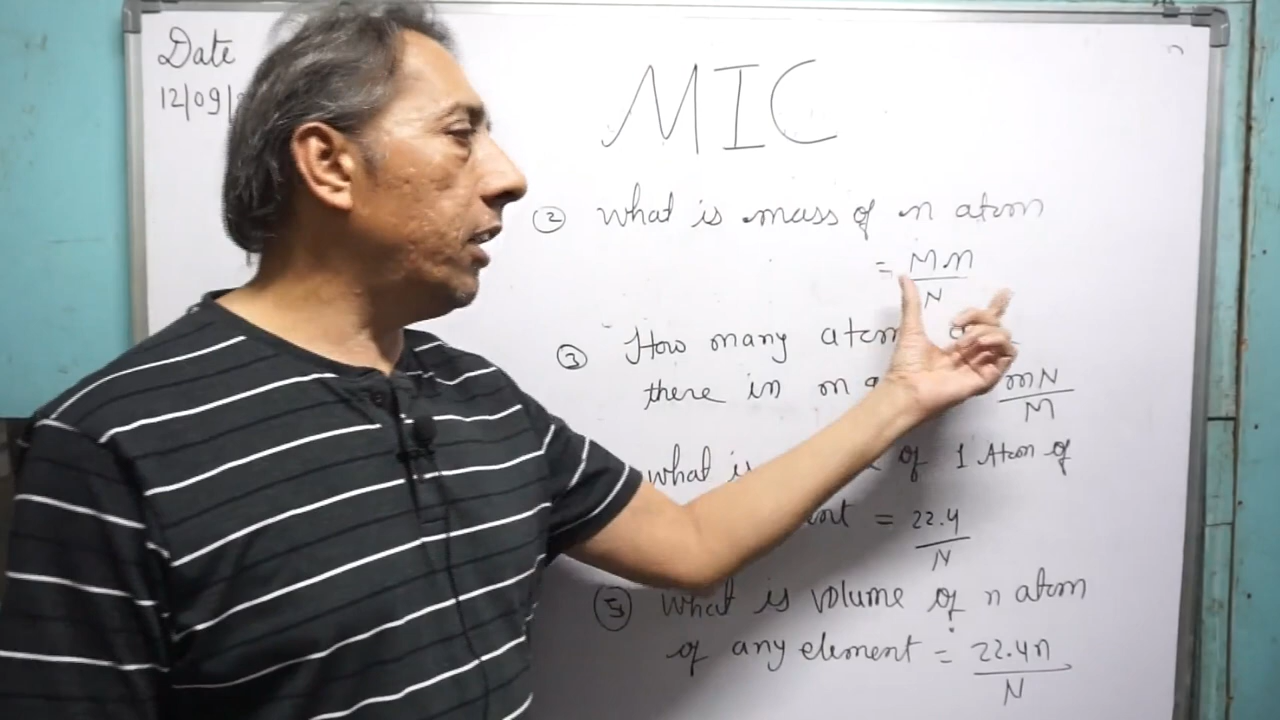 Date
12/09/
MIC
② What is mass of n atom
= Mn
N
③ How many atom
there in m
mN
M
what is of 1 Atom of
= 22.4
N
⑤ What is volume of n atom
of any element = 22.4n
N